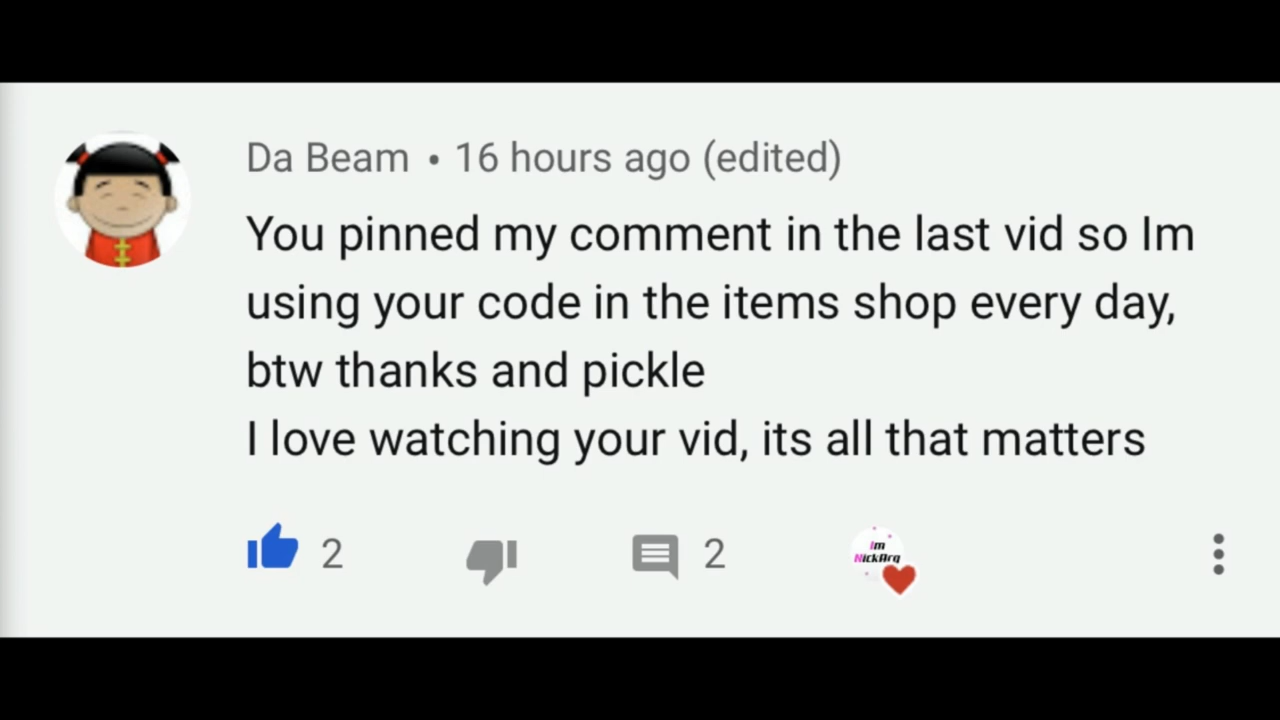 Da Beam • 16 hours ago (edited)
You pinned my comment in the last vid so Im
using your code in the items shop every day,
btw thanks and pickle
I love watching your vid, its all that matters
2
2
Im
NickArq